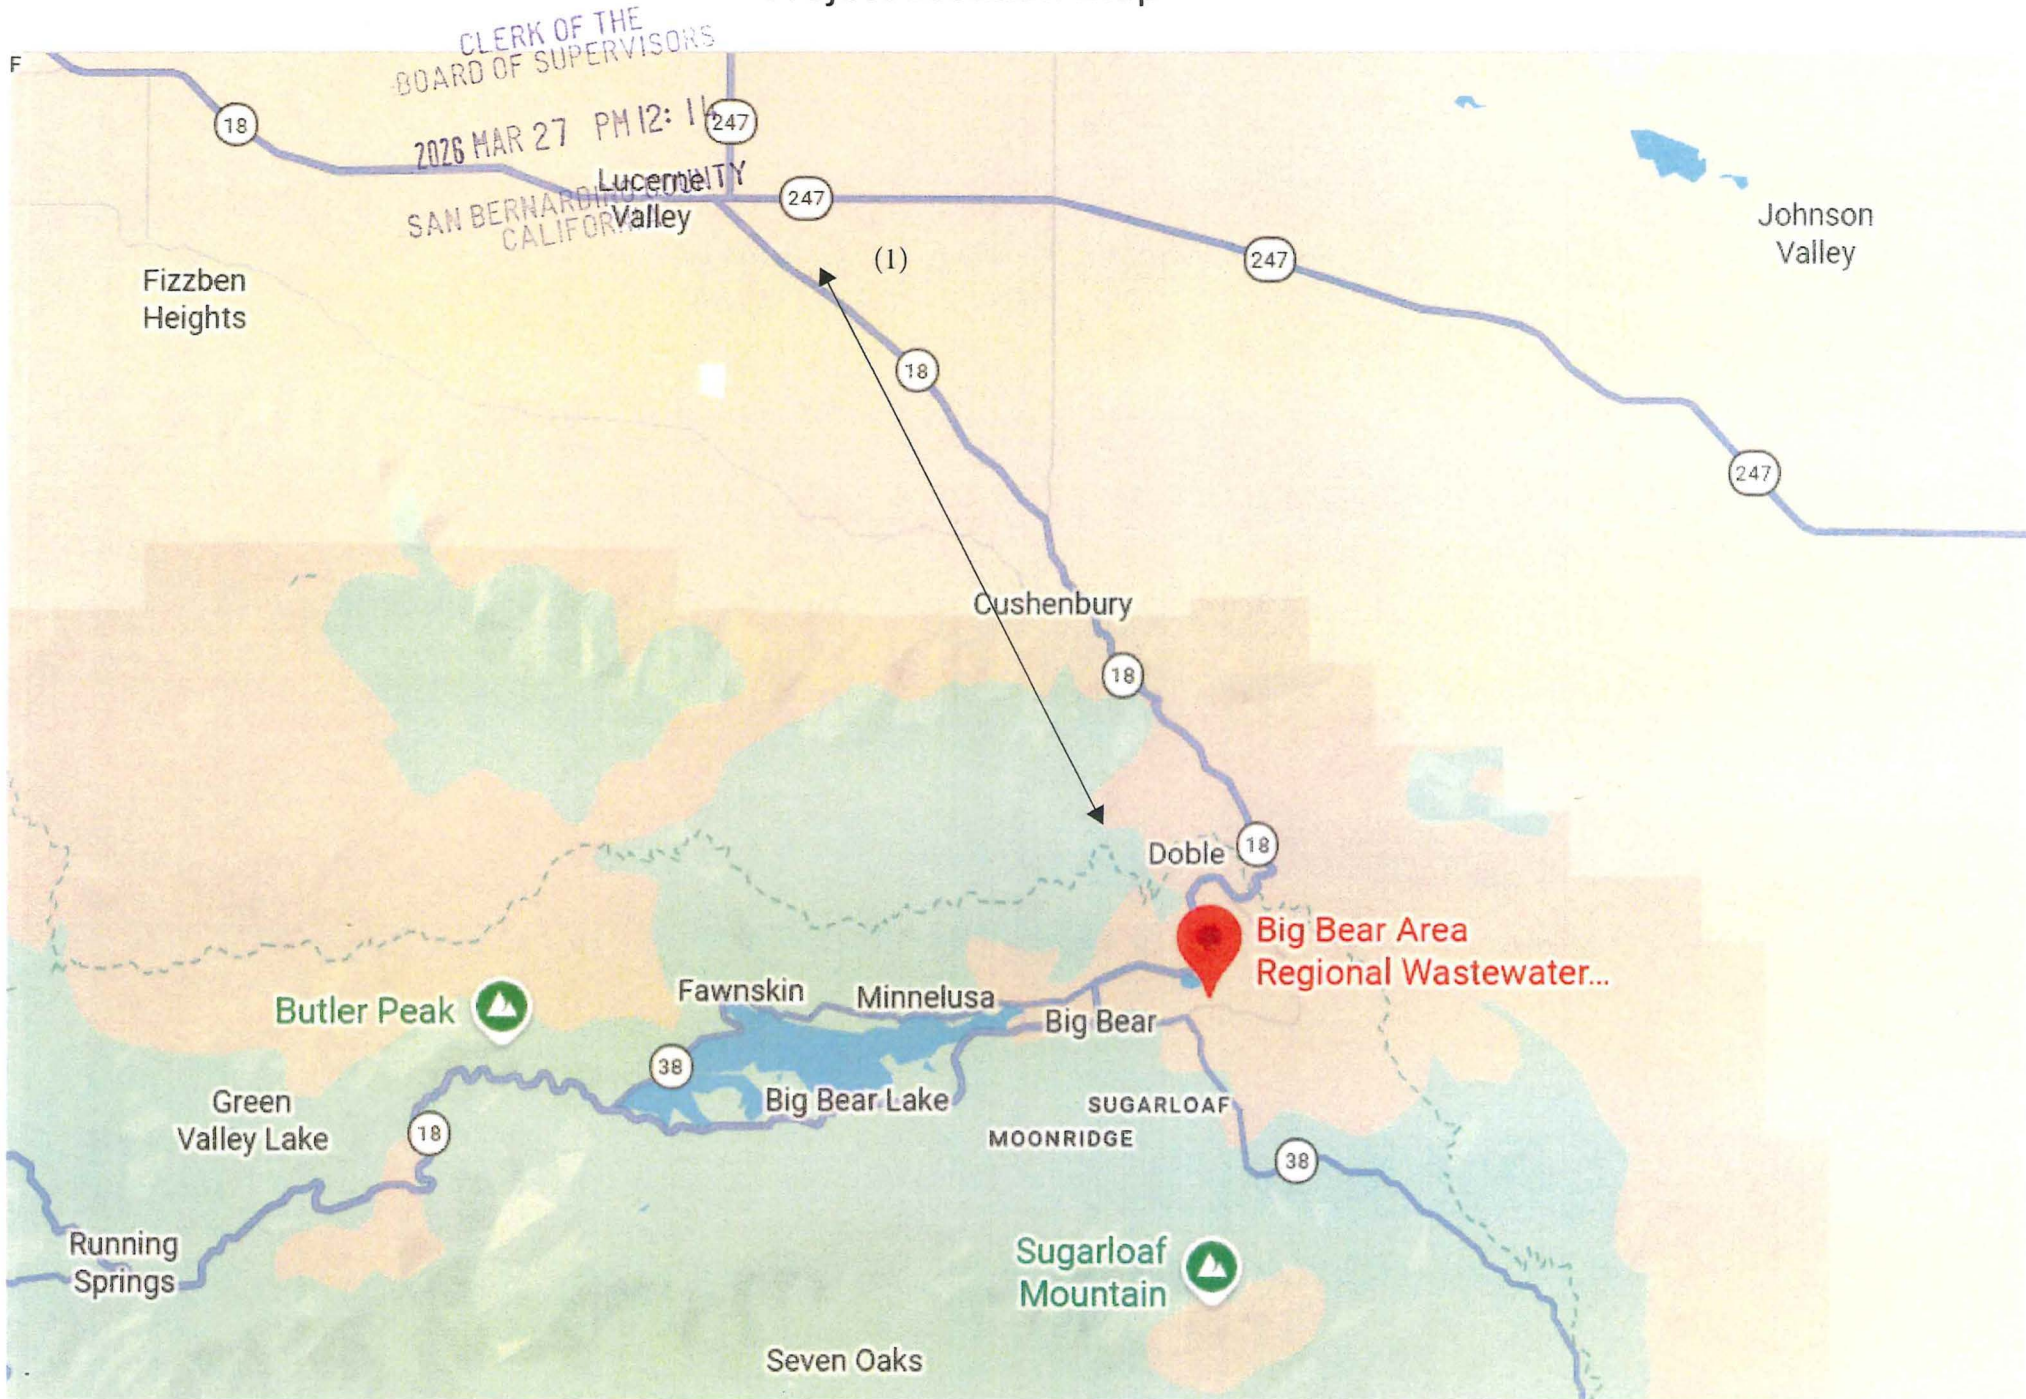 CLERK OF THE
BOARD OF SUPERVISORS
2026 MAR 27 PM 12: 14
SAN BERNARDINO COUNTY
CALIFORNIA
F
18
247
Lucerne
Valley
247
(1)
247
Johnson
Valley
Fizzben
Heights
18
247
Cushenbury
18
Doble
18
Big Bear Area
Regional Wastewater...
Butler Peak
Fawnskin
Minnelusa
Big Bear
38
Big Bear Lake
SUGARLOAF
MOONRIDGE
Green
Valley Lake
18
38
Running
Springs
Sugarloaf
Mountain
Seven Oaks